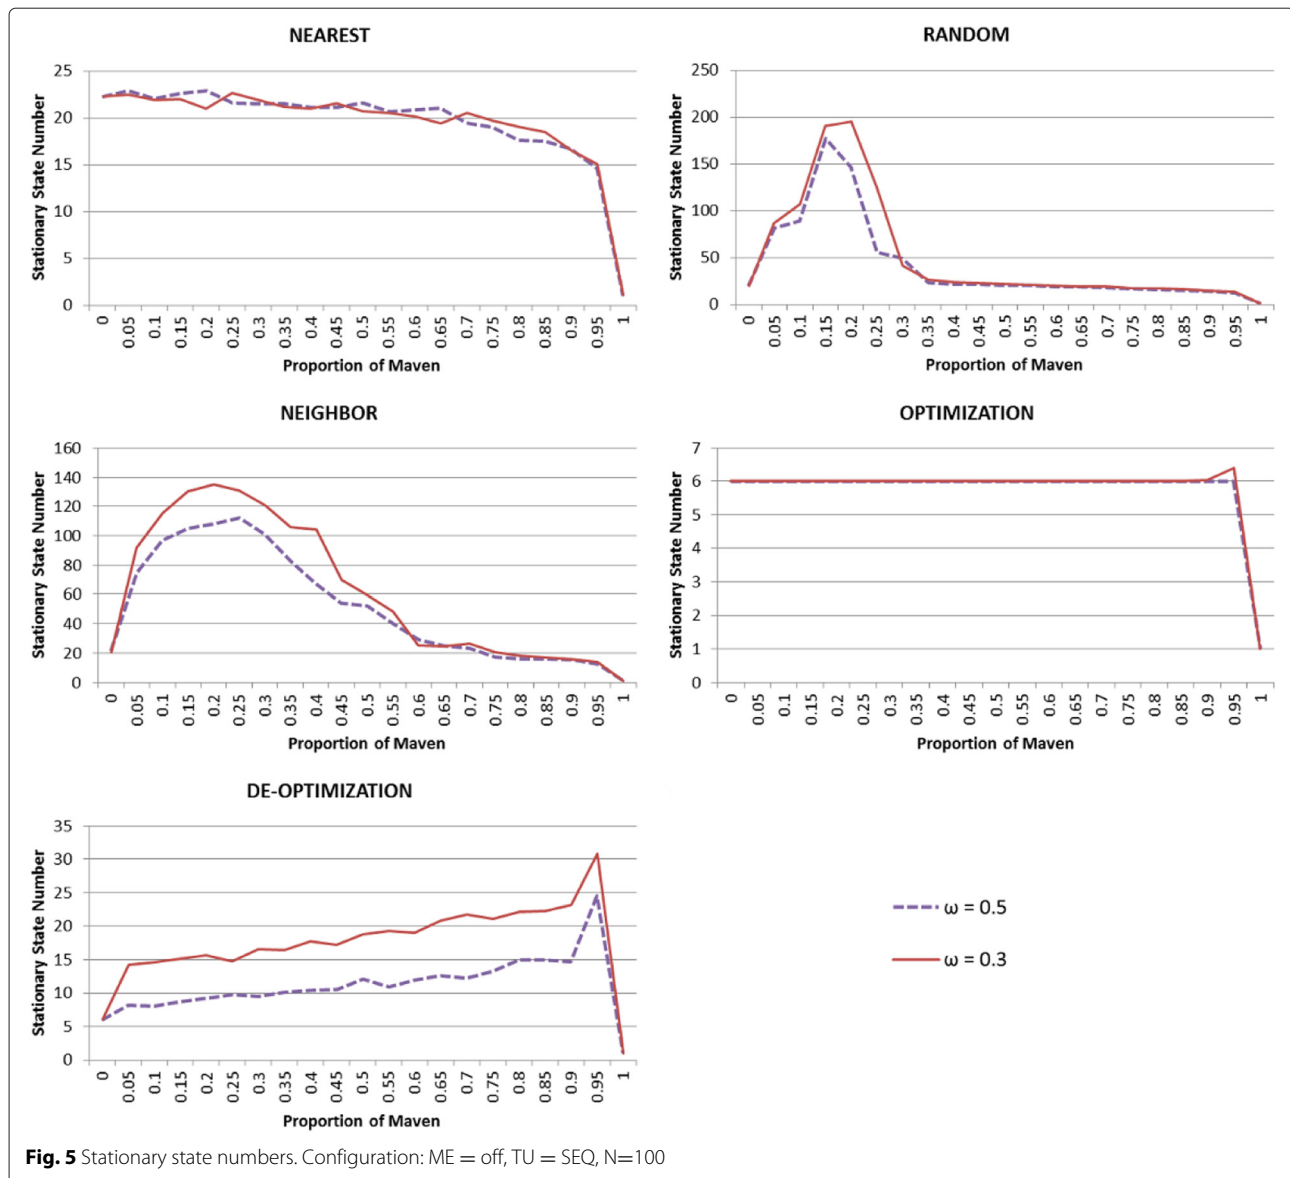 NEAREST
Stationary State Number
25
20
15
10
5
0
0 0.05 0.1 0.15 0.2 0.25 0.3 0.35 0.4 0.45 0.5 0.55 0.6 0.65 0.7 0.75 0.8 0.85 0.9 0.95 1
Proportion of Maven
RANDOM
Stationary State Number
250
200
150
100
50
0
0 0.05 0.1 0.15 0.2 0.25 0.3 0.35 0.4 0.45 0.5 0.55 0.6 0.65 0.7 0.75 0.8 0.85 0.9 0.95 1
Proportion of Maven
NEIGHBOR
Stationary State Number
160
140
120
100
80
60
40
20
0
0 0.05 0.1 0.15 0.2 0.25 0.3 0.35 0.4 0.45 0.5 0.55 0.6 0.65 0.7 0.75 0.8 0.85 0.9 0.95 1
Proportion of Maven
OPTIMIZATION
Stationary State Number
7
6
5
4
3
2
1
0
0 0.05 0.1 0.15 0.2 0.25 0.3 0.35 0.4 0.45 0.5 0.55 0.6 0.65 0.7 0.75 0.8 0.85 0.9 0.95 1
Proportion of Maven
DE-OPTIMIZATION
Stationary State Number
35
30
25
20
15
10
5
0
0 0.05 0.1 0.15 0.2 0.25 0.3 0.35 0.4 0.45 0.5 0.55 0.6 0.65 0.7 0.75 0.8 0.85 0.9 0.95 1
Proportion of Maven
ω = 0.5
ω = 0.3
Fig. 5 Stationary state numbers. Configuration: ME = off, TU = SEQ, N=100